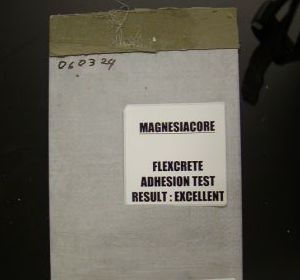 060324
MAGNESIACORE
FLEXCRETE
ADHESION TEST
RESULT : EXCELLENT